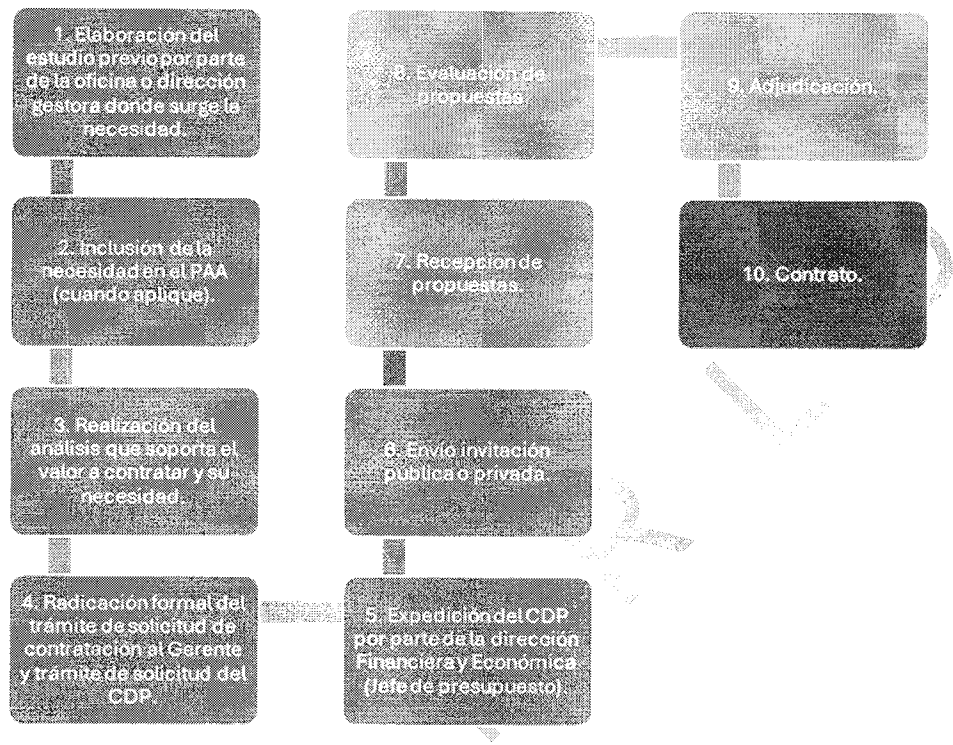 1. Elaboración del
estudio previo por parte
de la oficina o dirección
gestora donde surge la
necesidad.
2. Inclusión de la
necesidad en el PAA
(cuando aplique).
3. Realización del
análisis que soporta el
valor a contratar y su
necesidad.
4. Radicación formal del
trámite de solicitud de
contratación al Gerente
y trámite de solicitud del
CDP.
5. Expedición del CDP
por parte de la dirección
Financiera y Económica
(Jefe de presupuesto).
6. Envío invitación
publica o privada.
7. Recepcion de
propuestas.
8. Evaluación de
propuestas.
9. Adjudicación.
10. Contrato.